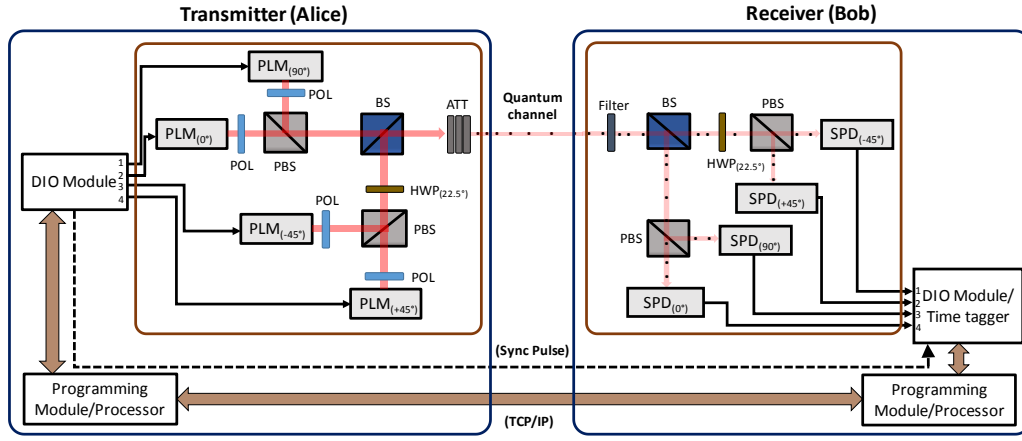 Transmitter (Alice)
Receiver (Bob)
PLM(90°)
POL
PLM(0°)
POL
PBS
BS
ATT
Quantum
channel
Filter
BS
PBS
HWP(22.5°)
SPD(-45°)
DIO Module
1
2
3
4
HWP(22.5°)
POL
PLM(-45°)
PBS
POL
PLM(+45°)
SPD(+45°)
PBS
SPD(90°)
SPD(0°)
1
2
3
4
DIO Module/
Time tagger
(Sync Pulse)
Programming
Module/Processor
(TCP/IP)
Programming
Module/Processor